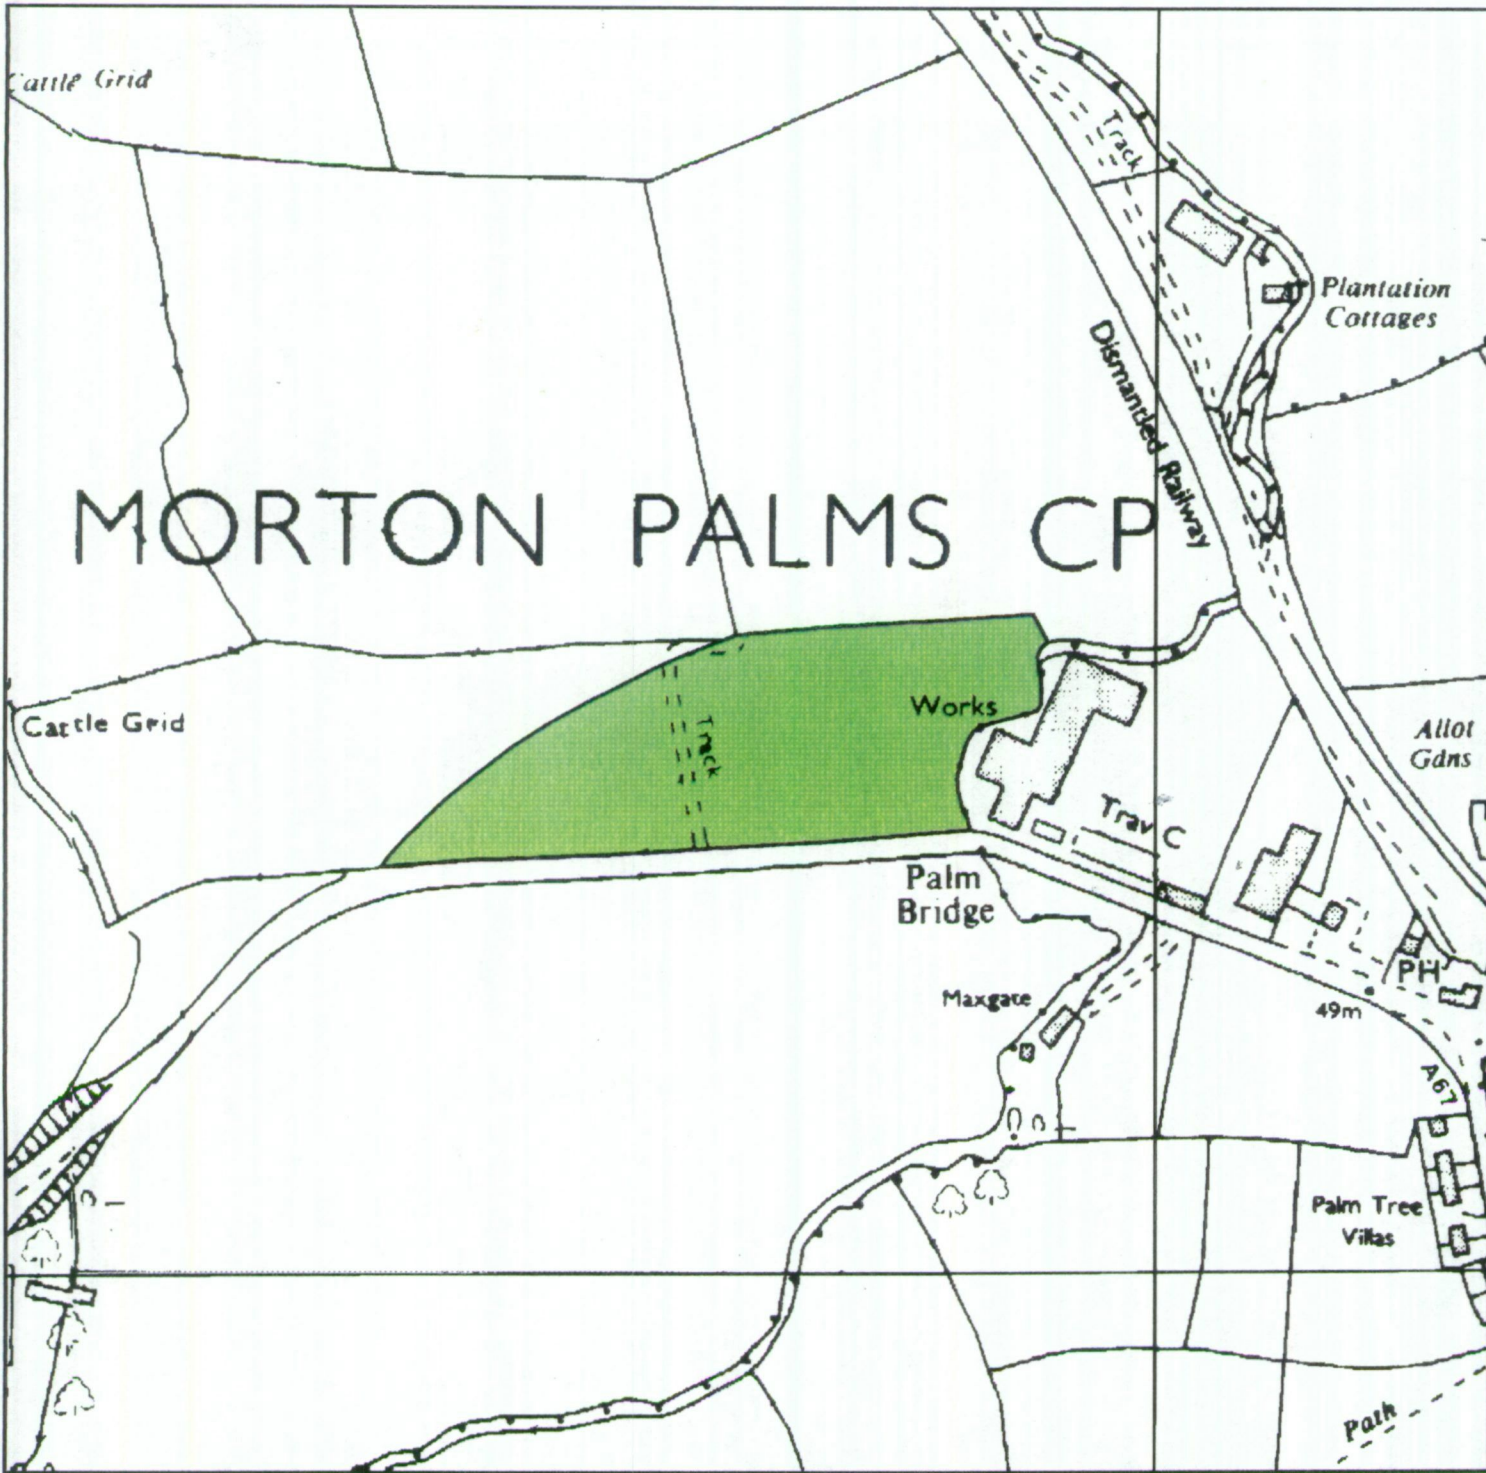 Cattle Grid
Track
Plantation
Cottages
Dismantled Railway
MORTON PALMS CP
Works
Cattle Grid
Track
Allot
Gdns
Trav C
Palm
Bridge
Maxgate
PH
49m
A67
Palm Tree
Villas
Path